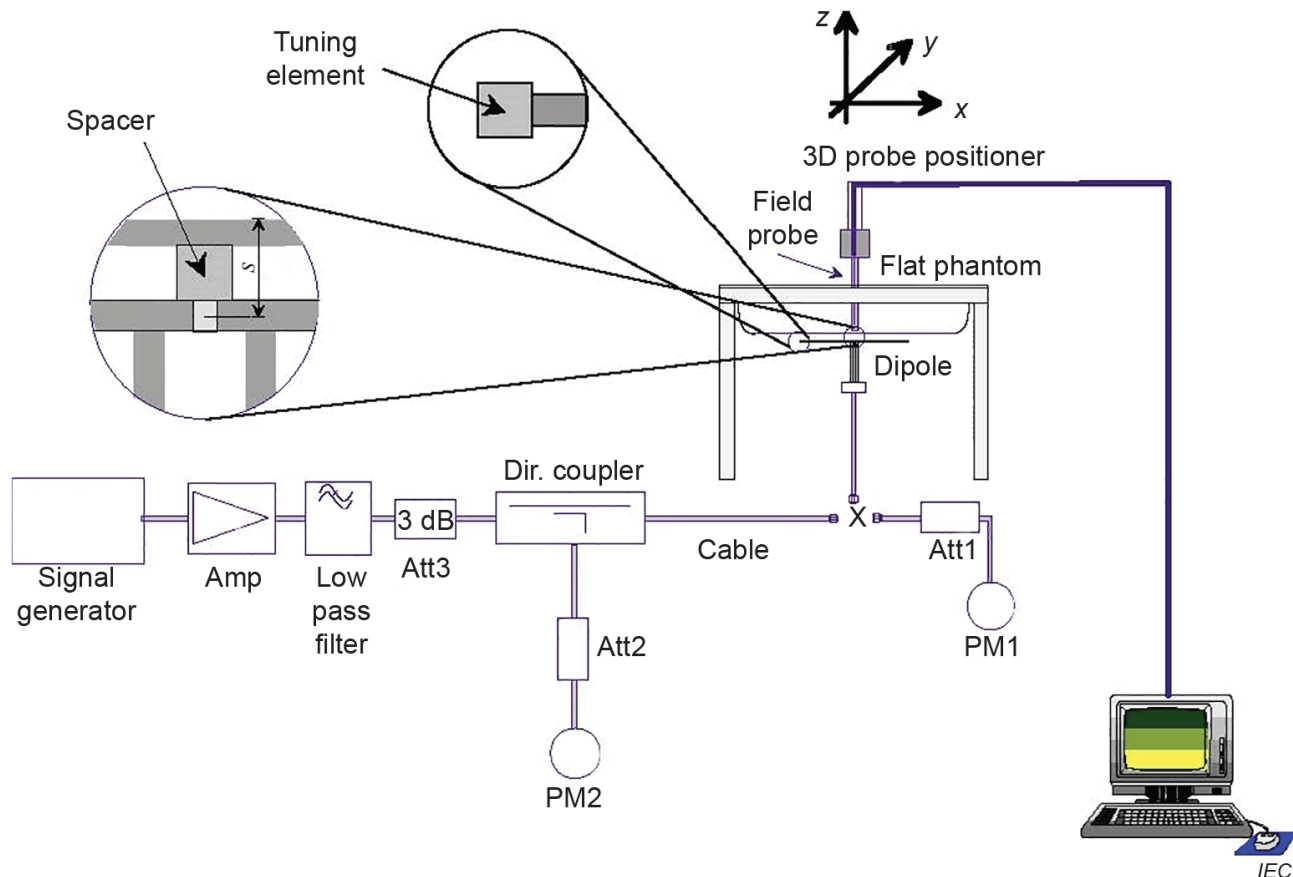 z
y
x
Tuning
element
Spacer
s
3D probe positioner
Field
probe
Flat phantom
Dipole
Dir. coupler
3 dB
X
Cable
Att1
Signal
generator
Amp
Low
pass
filter
Att3
Att2
PM1
PM2
IEC